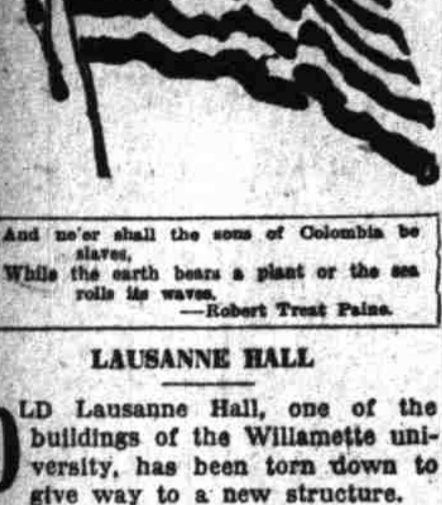 And ne'er shall the sons of Colombia be
slaves,
While the earth bears a plant or the sea
rolls its waves.
—Robert Treat Paine.
LAUSANNE HALL
OLD Lausanne Hall, one of the
buildings of the Willamette uni-
versity, has been torn down to
give way to a new structure.